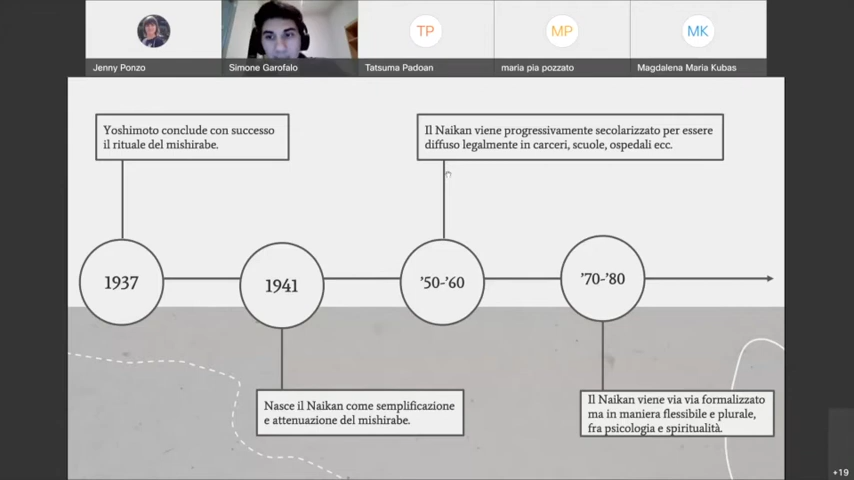 TP
MP
MK
Jenny Ponzo
Simone Garofalo
Tatsuma Padoan
maria pia pozzato
Magdalena Maria Kubas
Yoshimoto conclude con successo
il rituale del mishirabe.
Il Naikan viene progressivamente secolarizzato per essere
diffuso legalmente in carceri, scuole, ospedali ecc.
1937
1941
’50-’60
’70-’80
Nasce il Naikan come semplificazione
e attenuazione del mishirabe.
Il Naikan viene via via formalizzato
ma in maniera flessibile e plurale,
fra psicologia e spiritualità.
+19